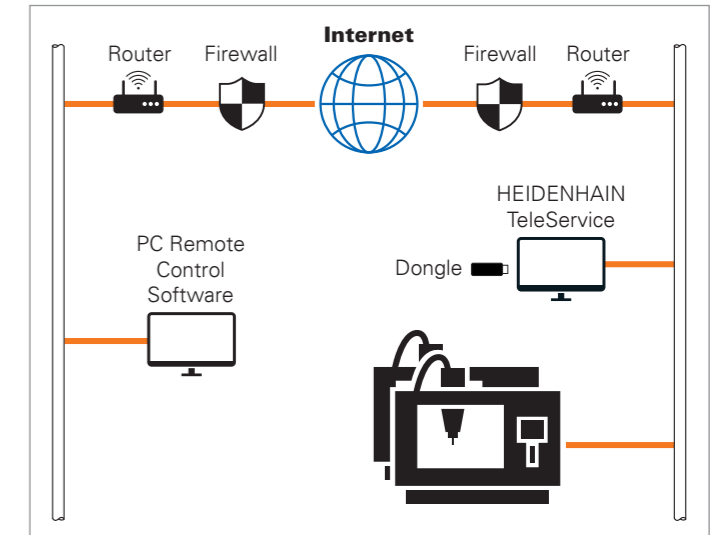 Internet
Router
Firewall
Firewall
Router
HEIDENHAIN
TeleService
PC Remote
Control
Software
Dongle